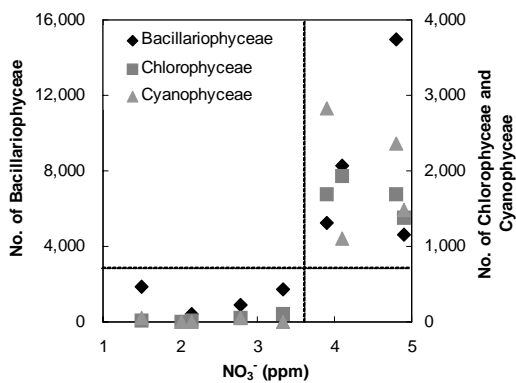 16,000
12,000
8,000
4,000
0
No. of Bacillariophyceae
Bacillariophyceae
Chlorophyceae
Cyanophyceae
4,000
3,000
2,000
1,000
0
No. of Chlorophyceae and
Cyanophyceae
1 2 3 4 5
NO₃⁻ (ppm)